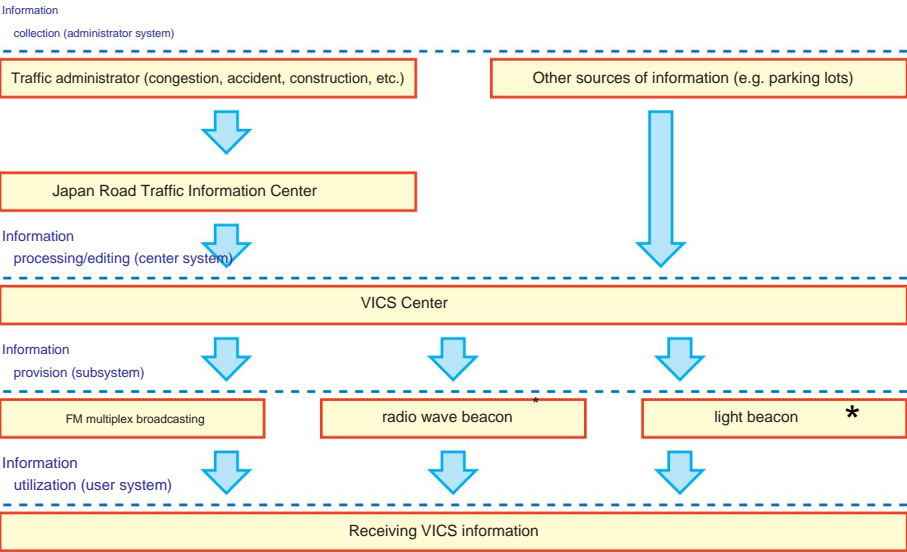 Information
collection (administrator system)
Traffic administrator (congestion, accident, construction, etc.)
Other sources of information (e.g. parking lots)
Japan Road Traffic Information Center
Information
processing/editing (center system)
VICS Center
Information
provision (subsystem)
FM multiplex broadcasting
radio wave beacon *
light beacon *
Information
utilization (user system)
Receiving VICS information